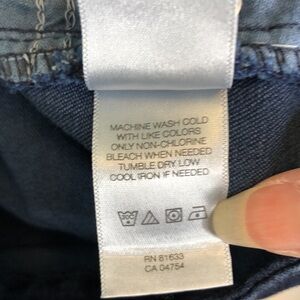 MACHINE WASH COLD
WITH LIKE COLORS
ONLY NON-CHLORINE
BLEACH WHEN NEEDED
TUMBLE DRY LOW
COOL IRON IF NEEDED
RN 81633
CA 04754